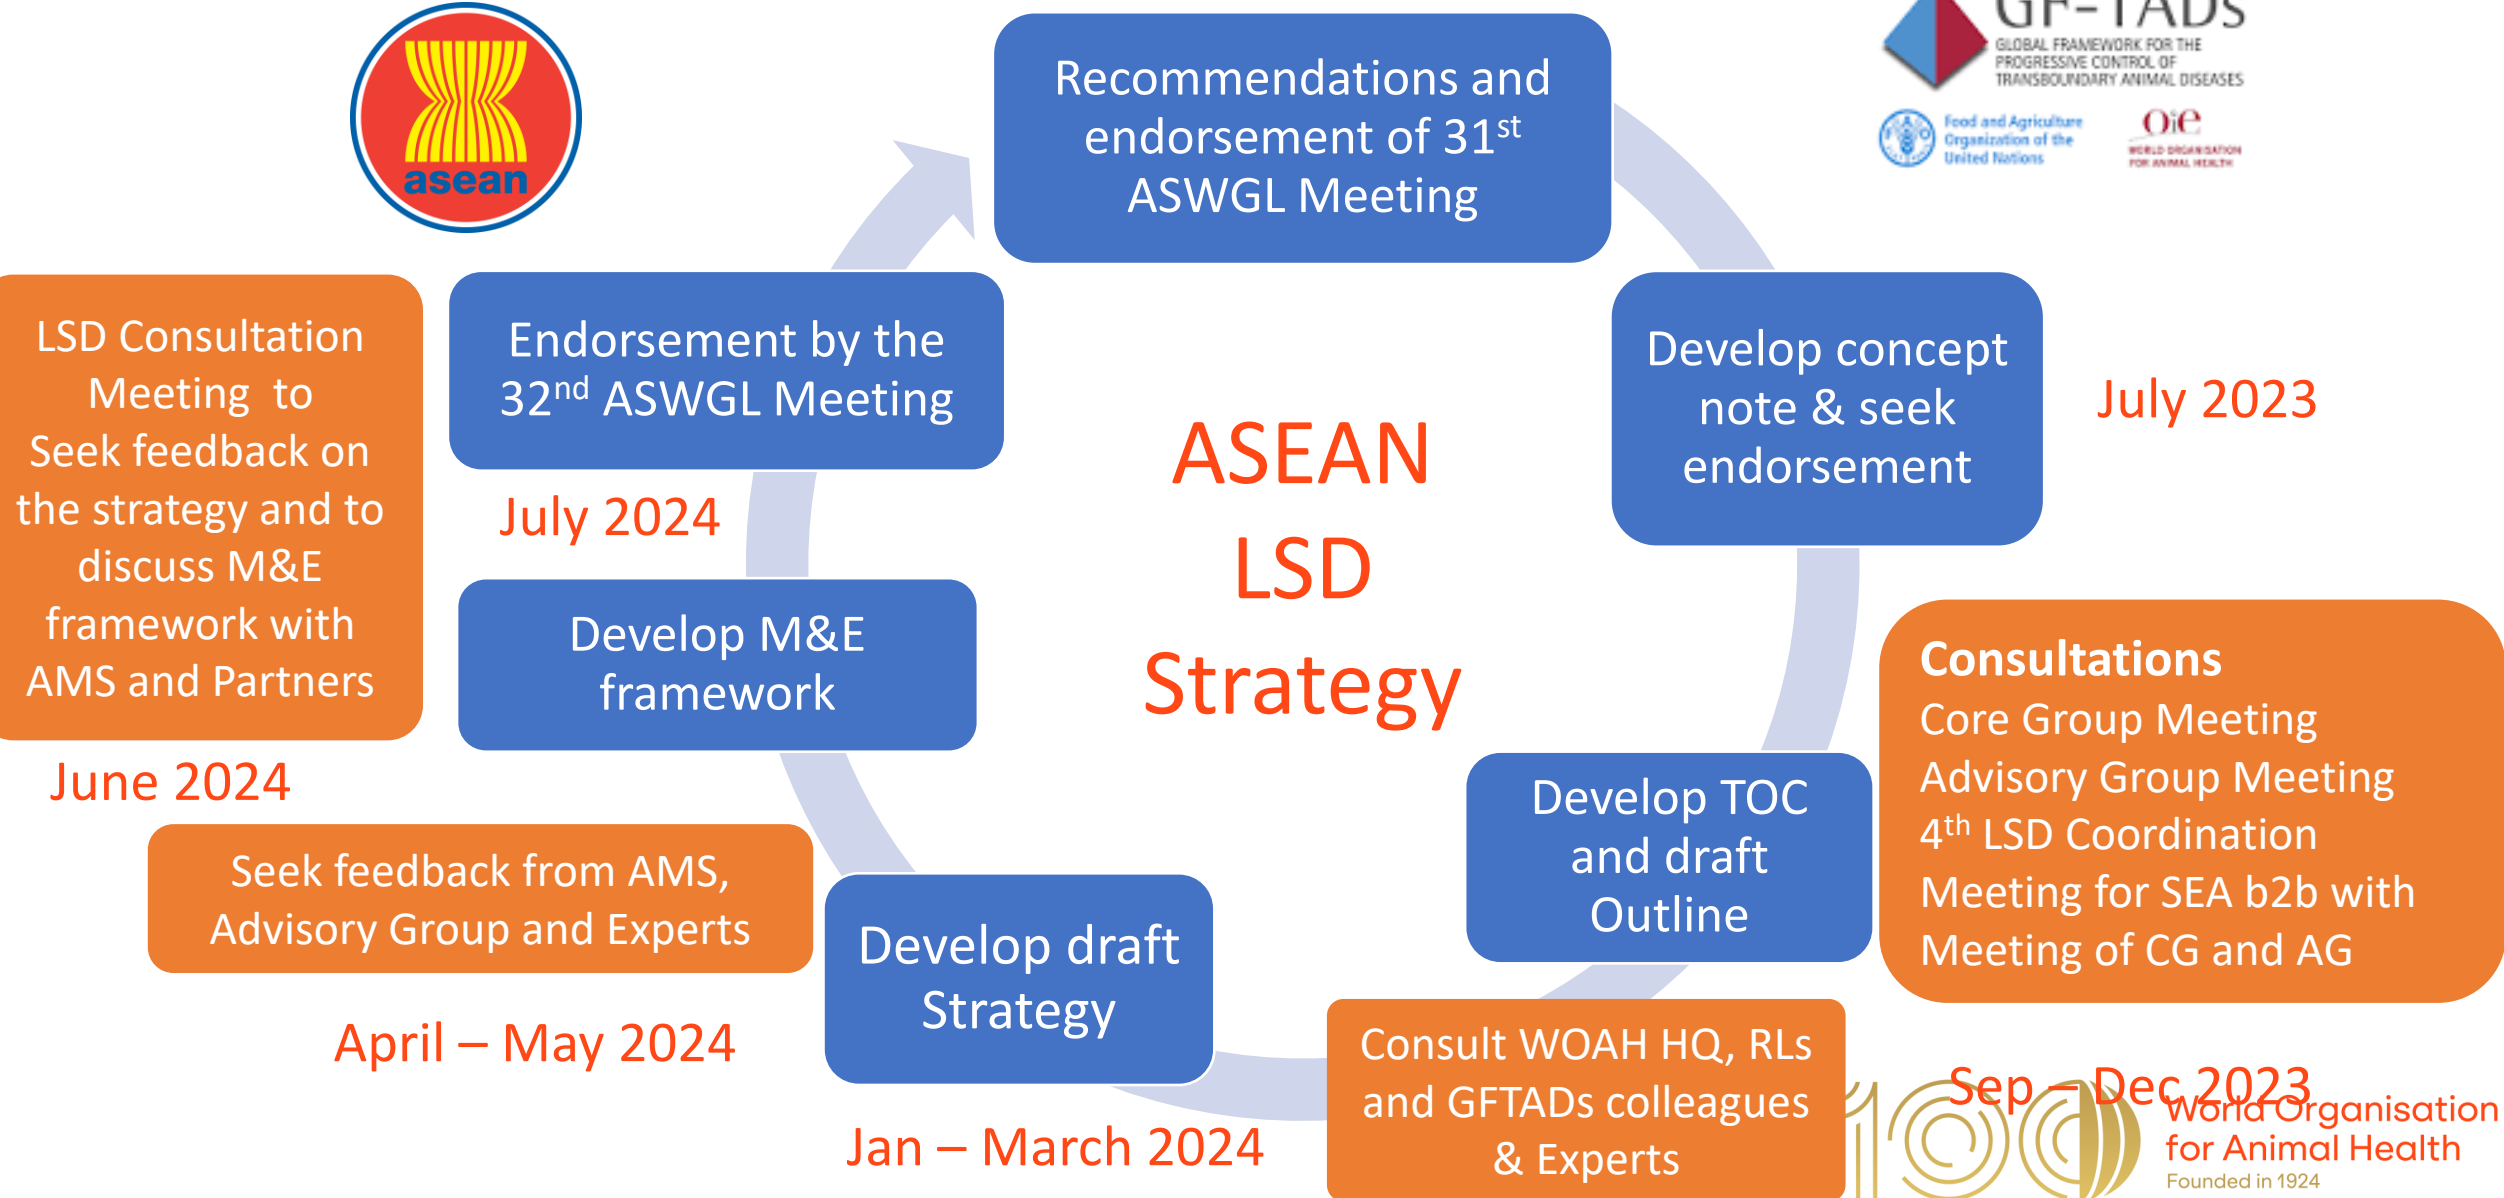 asean
Recommendations and
endorsement of 31st
ASWGL Meeting
GF-TADs
GLOBAL FRAMEWORK FOR THE
PROGRESSIVE CONTROL OF
TRANSBOUNDARY ANIMAL DISEASES
Food and Agriculture
Organization of the
United Nations
OiE
WORLD ORGANISATION
FOR ANIMAL HEALTH
Develop concept
note & seek
endorsement
July 2023
Consultations
Core Group Meeting
Advisory Group Meeting
4th LSD Coordination
Meeting for SEA b2b with
Meeting of CG and AG
Sep – Dec 2023
Develop TOC
and draft
Outline
Consult WOAH HQ, RLs
and GFTADs colleagues
& Experts
Develop draft
Strategy
Jan – March 2024
Seek feedback from AMS,
Advisory Group and Experts
April – May 2024
Develop M&E
framework
LSD Consultation
Meeting to
Seek feedback on
the strategy and to
discuss M&E
framework with
AMS and Partners
June 2024
Endorsement by the
32nd ASWGL Meeting
July 2024
ASEAN
LSD
Strategy
100
World Organisation
for Animal Health
Founded in 1924